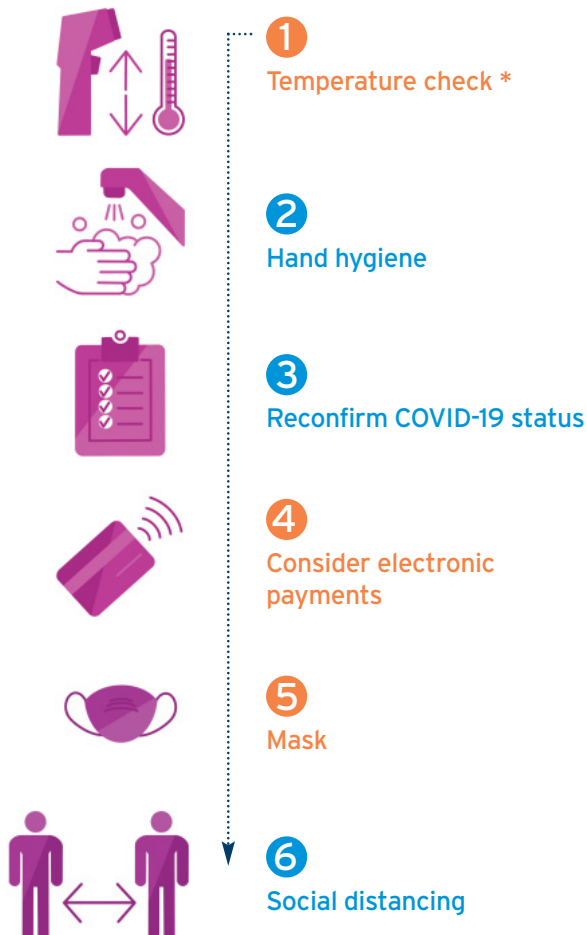 1
Temperature check *
2
Hand hygiene
3
Reconfirm COVID-19 status
4
Consider electronic
payments
5
Mask
6
Social distancing